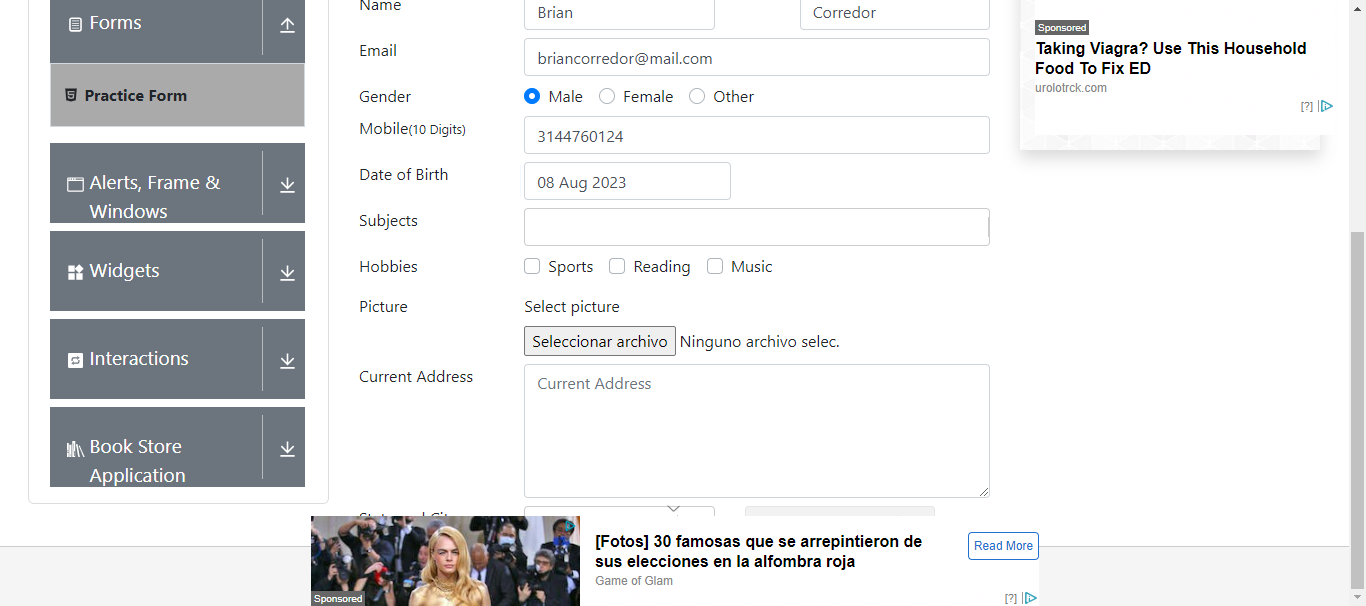 Forms
Practice Form
Alerts, Frame &
Windows
Widgets
Interactions
Book Store
Application
Name
Brian
Corredor
Email
briancorredor@mail.com
Gender
Male
Female
Other
Mobile(10 Digits)
3144760124
Date of Birth
08 Aug 2023
Subjects
Hobbies
Sports
Reading
Music
Picture
Select picture
Seleccionar archivo Ninguno archivo selec.
Current Address
Current Address
Sponsored
Taking Viagra? Use This Household
Food To Fix ED
urolotrck.com
[?]
Sponsored
[Fotos] 30 famosas que se arrepintieron de
sus elecciones en la alfombra roja
Game of Glam
Read More
[?]